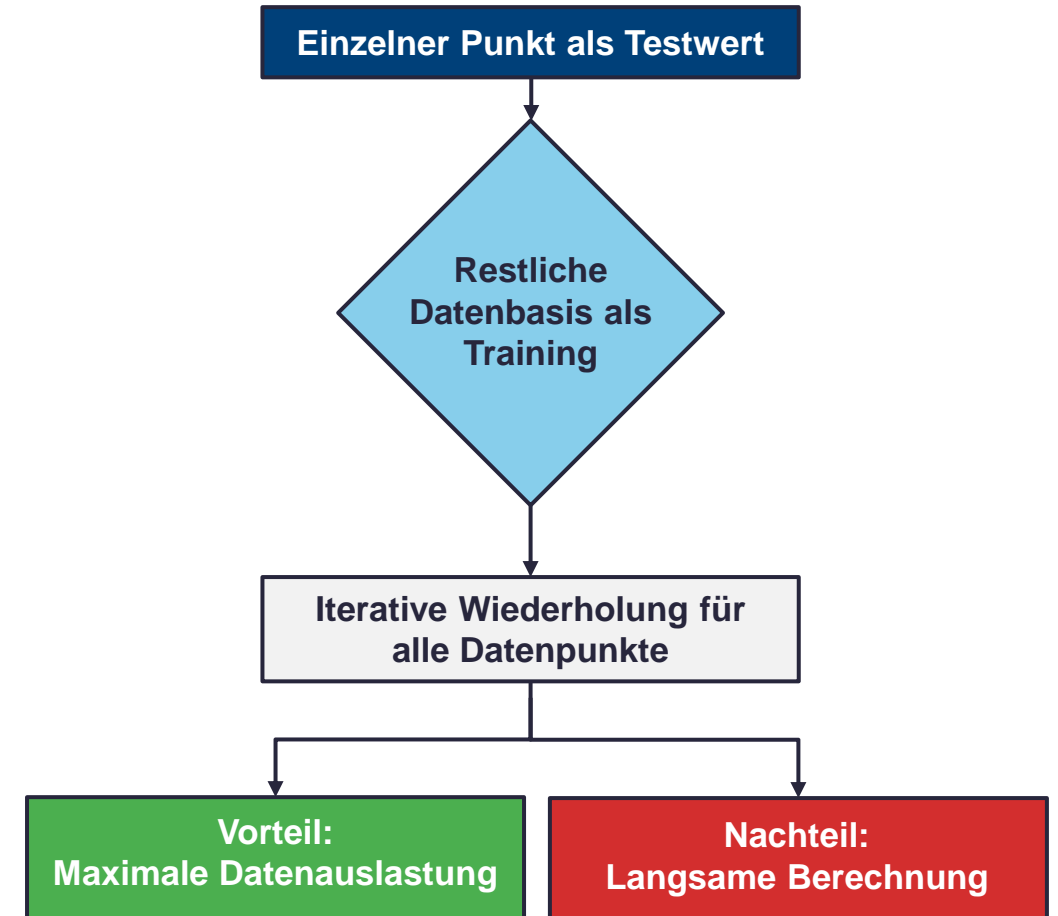 Einzelner Punkt als Testwert
Restliche
Datenbasis als
Training
Iterative Wiederholung für
alle Datenpunkte
Vorteil:
Maximale Datenauslastung
Nachteil:
Langsame Berechnung